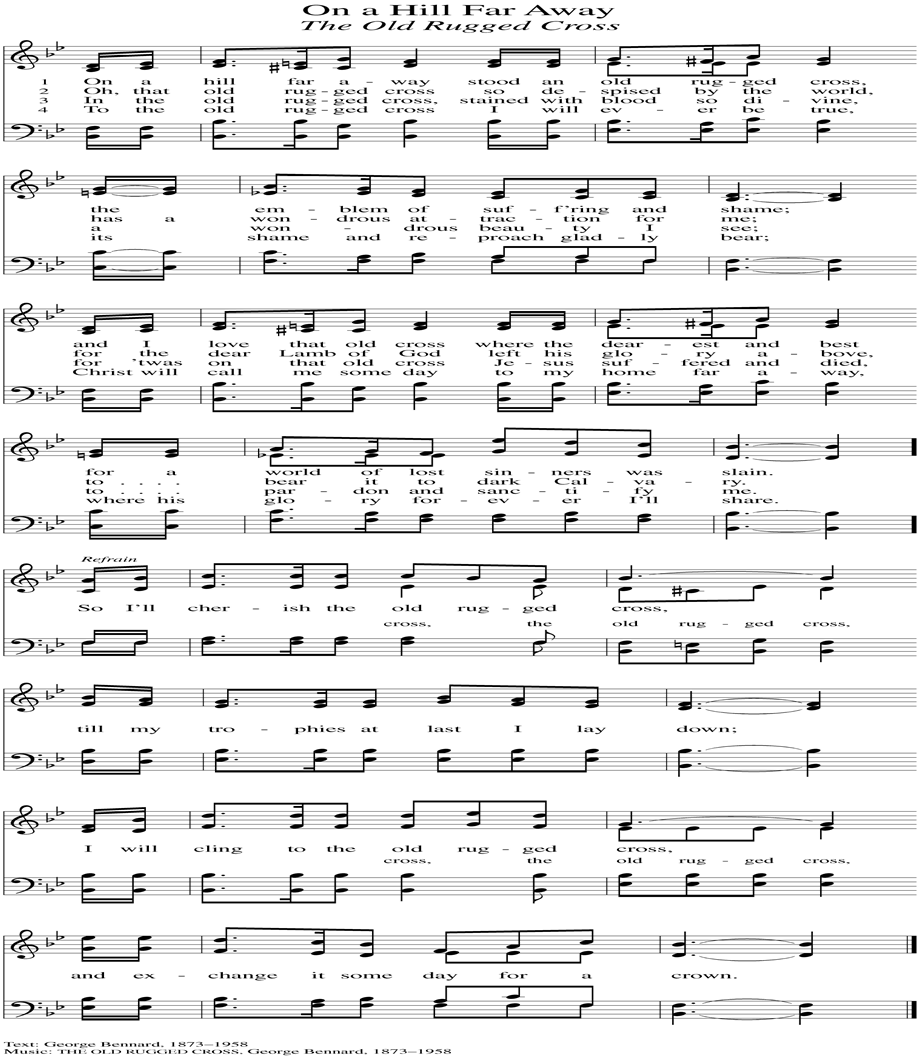 On a Hill Far Away
The Old Rugged Cross
1 On a hill far a - way stood an old rug - ged cross,
2 Oh, that old rug - ged cross so de - spised by the world,
3 In the old rug - ged cross, stained with blood so di - vine,
4 To the old rug - ged cross I will ev - er be true,
the em - blem of suf - f'ring and shame;
has a won - drous at - trac - tion for me;
a won - drous beau - ty I see;
its shame and re - proach glad - ly bear;
and I love that old cross where the dear - est and best
for the dear Lamb of God left his glo - ry a - bove,
for 'twas on that old cross Je - sus suf - fered and died,
Christ will call me some day to my home far a - way,
for a world of lost sin - ners was slain.
to . . . . bear it to dark Cal - va - ry.
to . . . . par - don and sanc - ti - fy me.
where his glo - ry for - ev - er I'll share.
Refrain
So I'll cher - ish the old rug - ged cross,
cross, the old rug - ged cross,
till my tro - phies at last I lay down;
I will cling to the old rug - ged cross,
cross, the old rug - ged cross,
and ex - change it some day for a crown.
Text: George Bennard, 1873–1958
Music: THE OLD RUGGED CROSS, George Bennard, 1873–1958